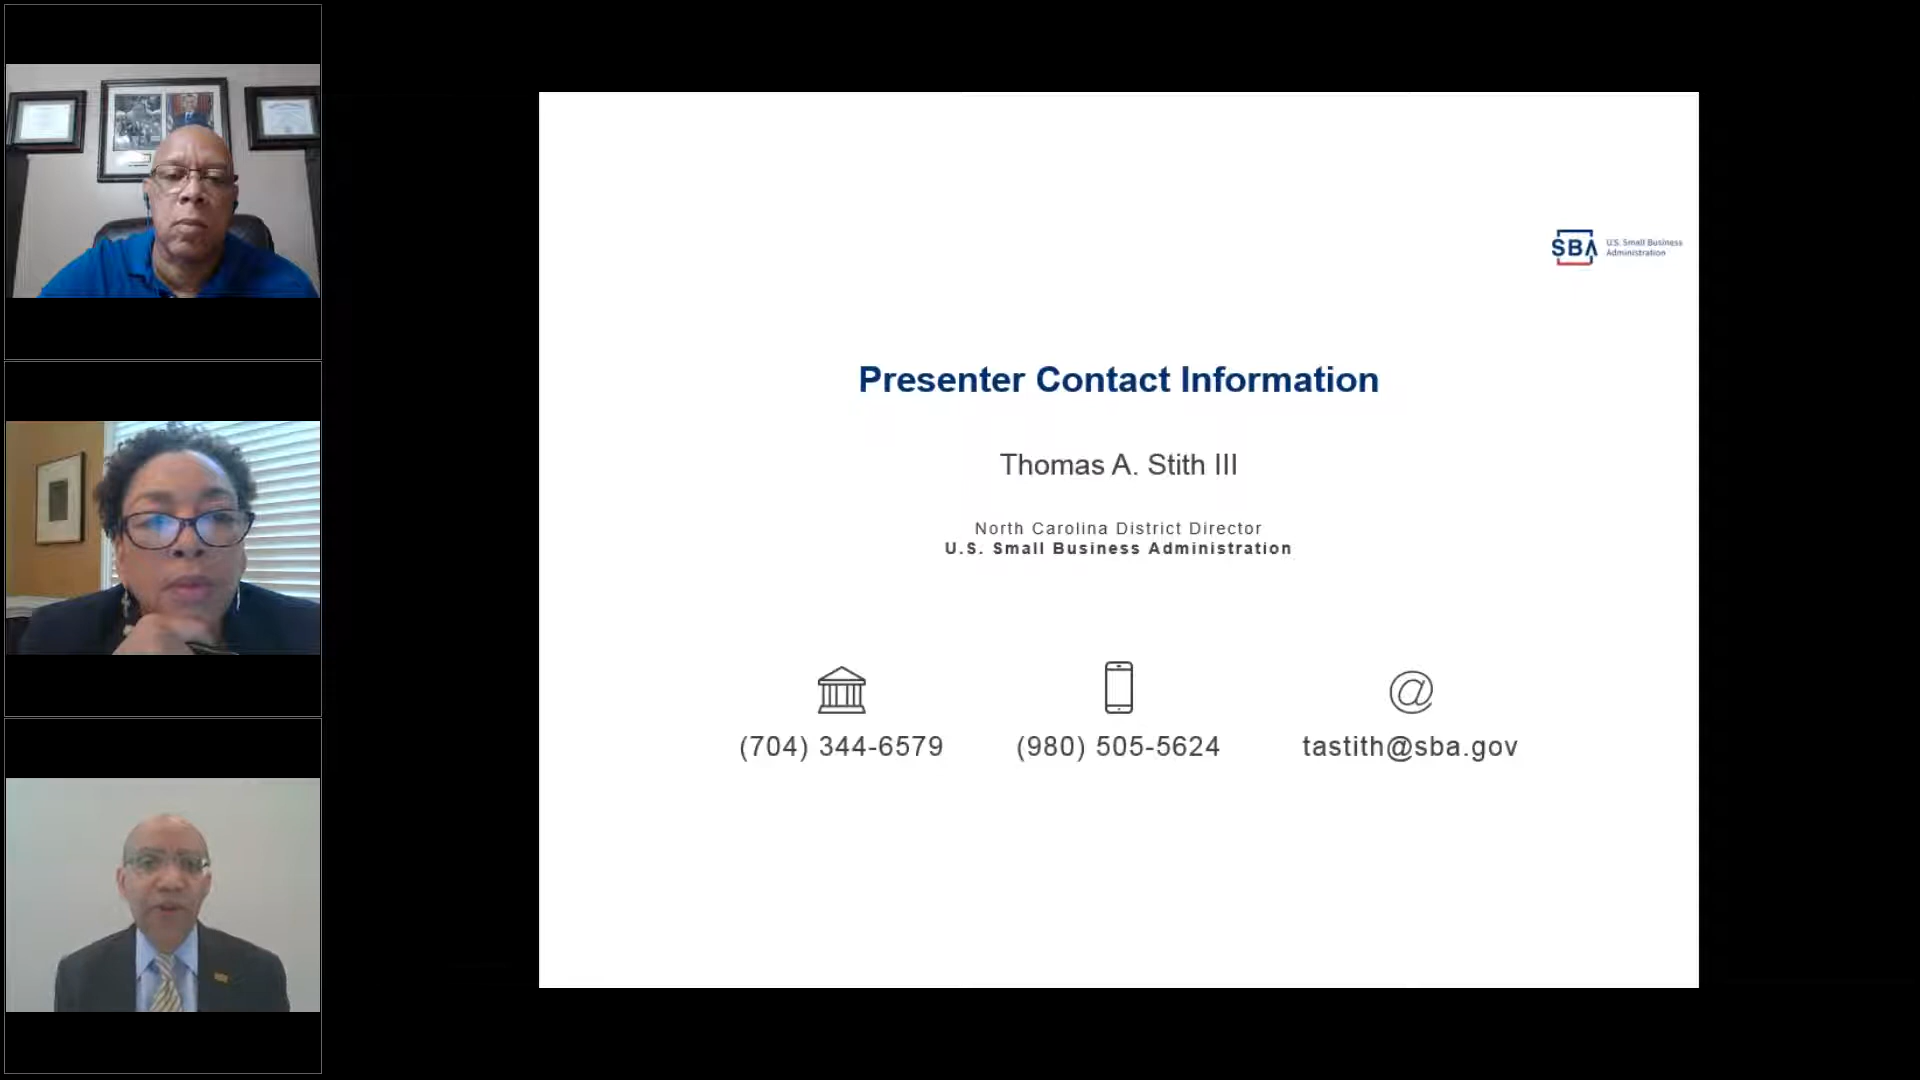 SBA U.S. Small Business
Administration
Presenter Contact Information
Thomas A. Stith III
North Carolina District Director
U.S. Small Business Administration
@
(704) 344-6579 (980) 505-5624 tastith@sba.gov